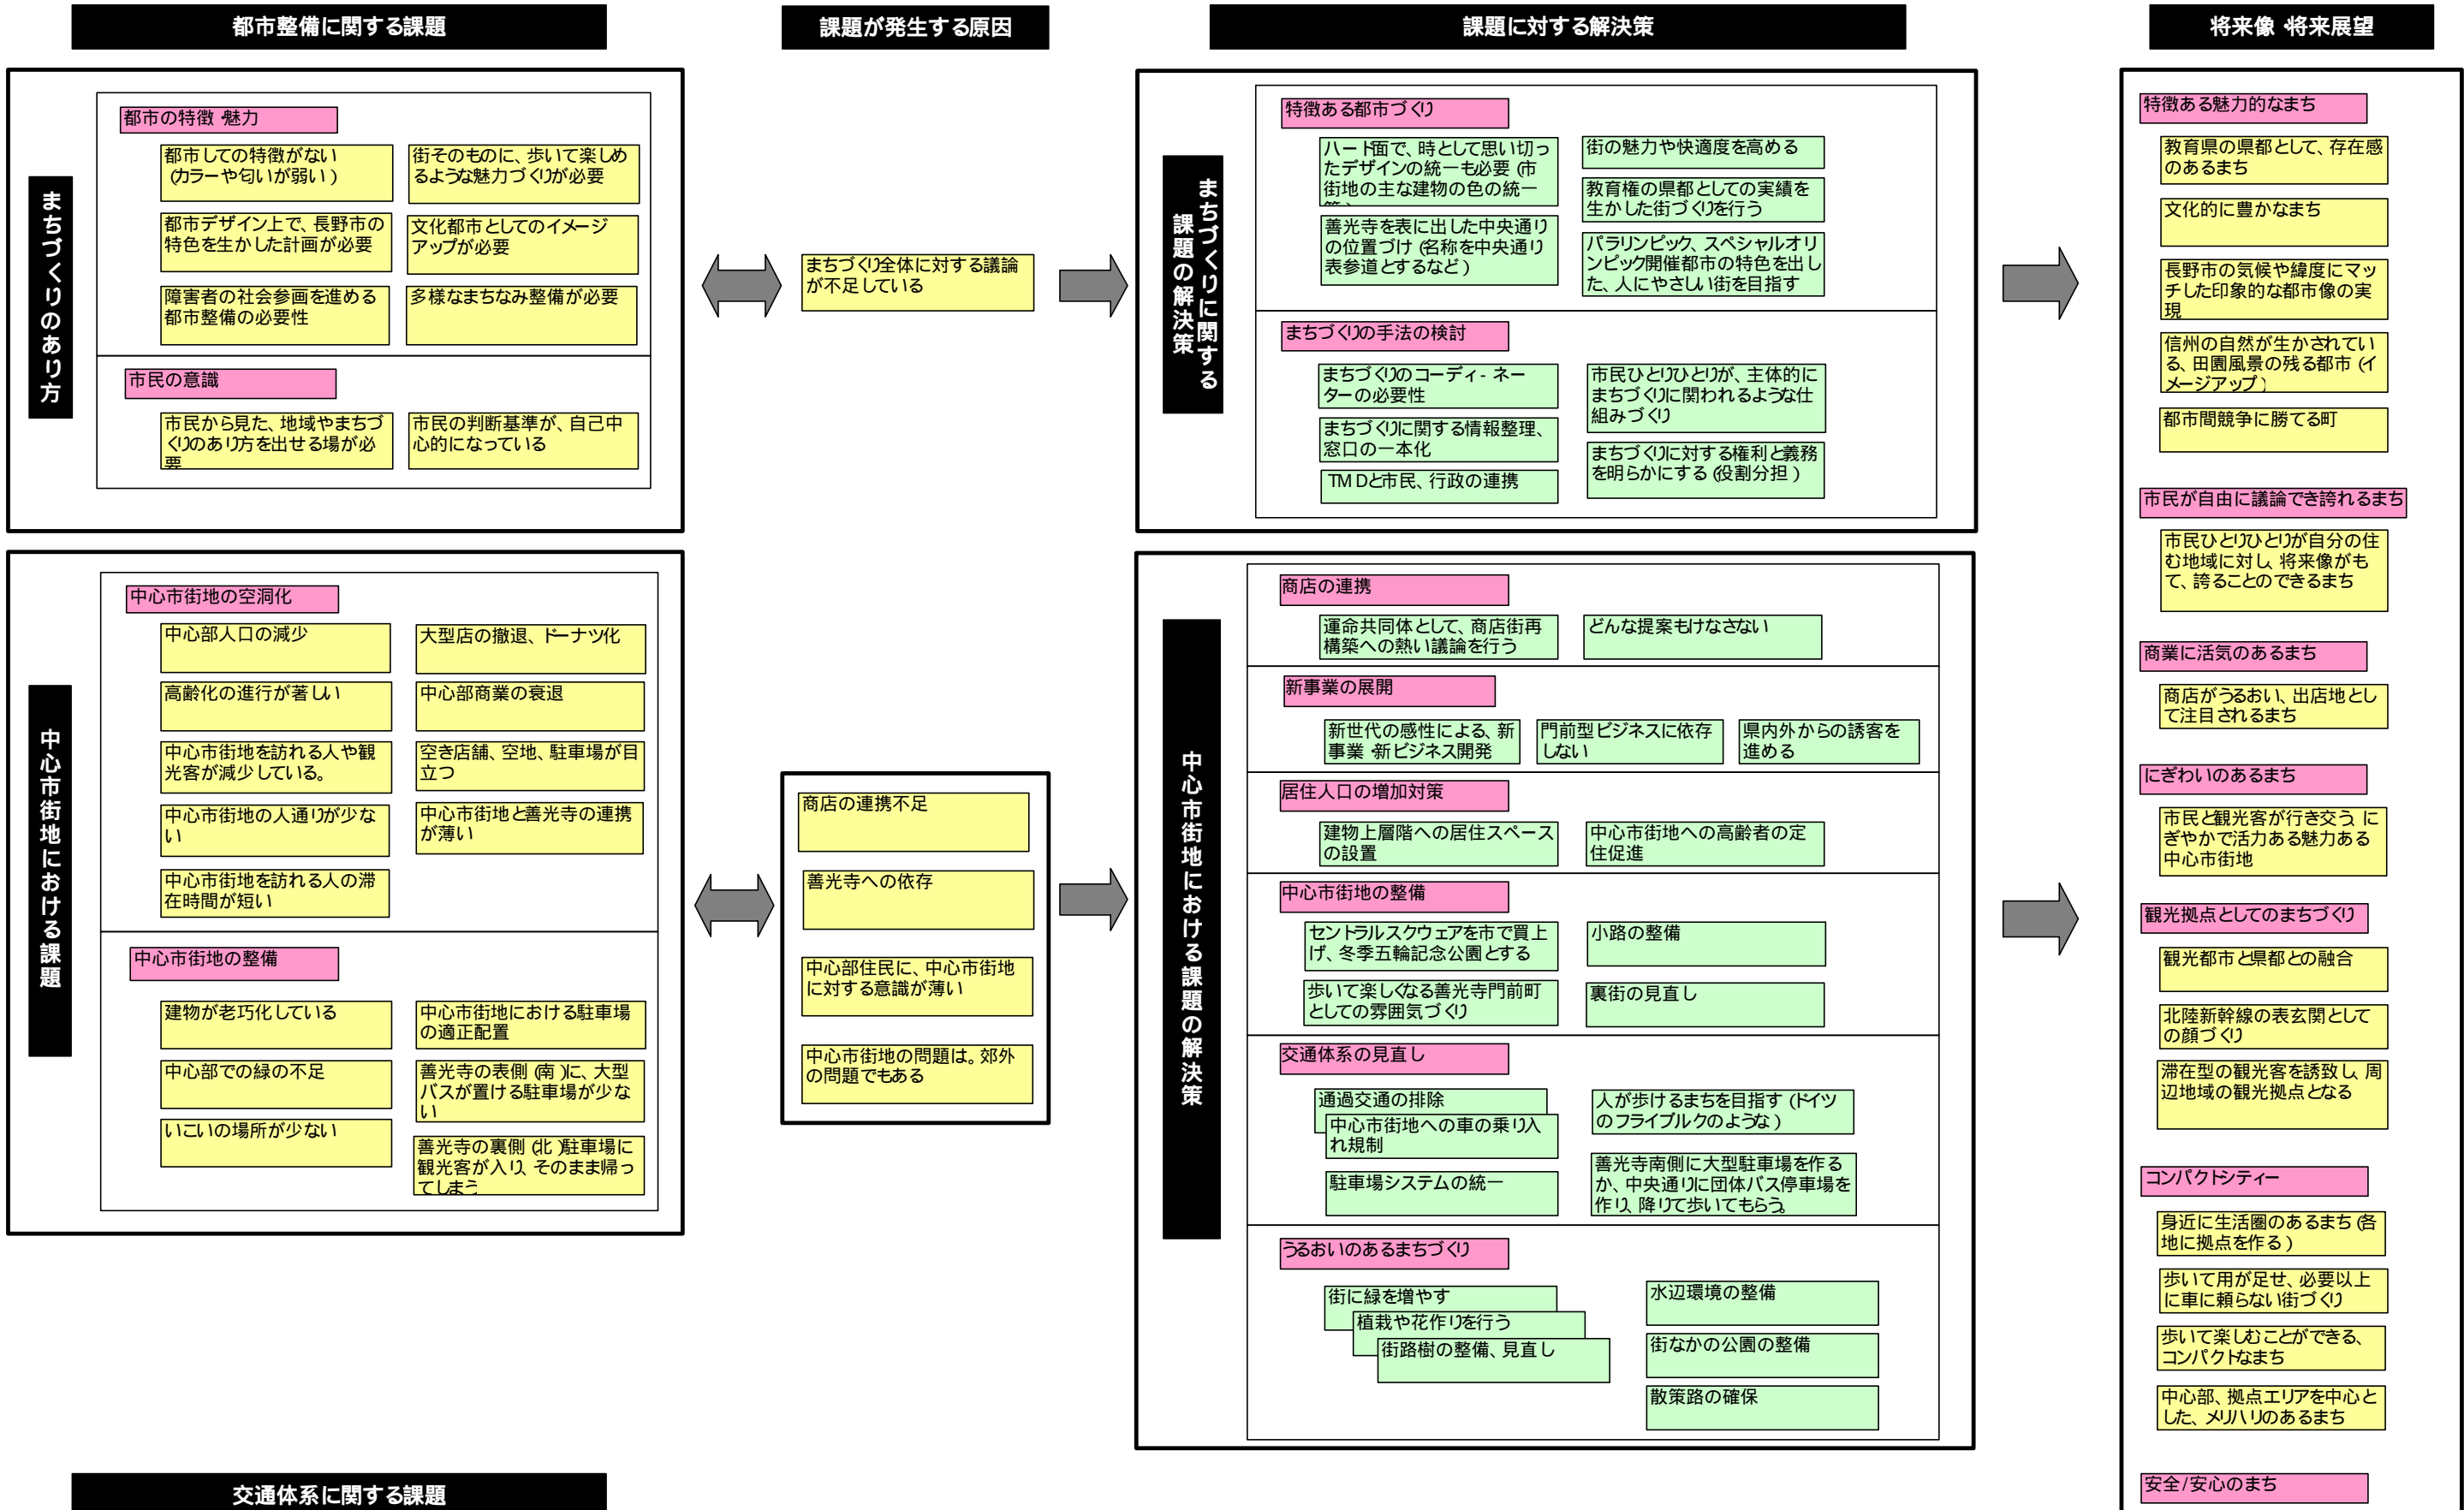 都市整備に関する課題
課題が発生する原因
課題に対する解決策
将来像・将来展望
まちづくりのあり方
都市の特徴・魅力
都市しての特徴がない
(カラーや匂いが弱い)
街そのものに、歩いて楽しめ
るような魅力づくりが必要
都市デザイン上で、長野市の
特色を生かした計画が必要
文化都市としてのイメージ
アップが必要
障害者の社会参画を進める
都市整備の必要性
多様なまちなみ整備が必要
市民の意識
市民から見た、地域やまちづ
くりのあり方を出せる場が必
要
市民の判断基準が、自己中
心的になっている
まちづくり全体に対する議論
が不足している
まちづくりに関する
課題の解決策
特徴ある都市づくり
ハード面で、時として思い切っ
たデザインの統一も必要(市
街地の主な建物の色の統一
街の魅力や快適度を高める
教育権の県都としての実績を
生かした街づくりを行う
善光寺を表に出した中央通り
の位置づけ(名称を中央通り
表参道とするなど)
パラリンピック、スペシャルオリ
ンピック開催都市の特色を出し
た、人にやさしい街を目指す
まちづくりの手法の検討
まちづくりのコーディ-ネー
ターの必要性
市民ひとりひとりが、主体的に
まちづくりに関われるような仕
組みづくり
まちづくりに関する情報整理、
窓口の一本化
まちづくりに対する権利と義務
を明らかにする(役割分担)
TMDと市民、行政の連携
中心市街地における課題
中心市街地の空洞化
中心部人口の減少
大型店の撤退、ドーナツ化
高齢化の進行が著しい
中心部商業の衰退
中心市街地を訪れる人や観
光客が減少している。
空き店舗、空地、駐車場が目
立つ
中心市街地の人通りが少な
い
中心市街地と善光寺の連携
が薄い
中心市街地を訪れる人の滞
在時間が短い
中心市街地の整備
建物が老巧化している
中心市街地における駐車場
の適正配置
中心部での緑の不足
善光寺の表側(南)に、大型
バスが置ける駐車場が少な
い
いこいの場所が少ない
善光寺の裏側(北)駐車場に
観光客が入り、そのまま帰っ
てしまう
商店の連携不足
善光寺への依存
中心部住民に、中心市街地
に対する意識が薄い
中心市街地の問題は。郊外
の問題でもある
中心市街地における課題の解決策
商店の連携
運命共同体として、商店街再
構築への熱い議論を行う
どんな提案もけなさない
新事業の展開
新世代の感性による、新
事業・新ビジネス開発
門前型ビジネスに依存
しない
県内外からの誘客を
進める
居住人口の増加対策
建物上層階への居住スペース
の設置
中心市街地への高齢者の定
住促進
中心市街地の整備
セントラルスクウェアを市で買上
げ、冬季五輪記念公園とする
小路の整備
歩いて楽しくなる善光寺門前町
としての雰囲気づくり
裏街の見直し
交通体系の見直し
通過交通の排除
中心市街地への車の乗り入
れ規制
人が歩けるまちを目指す(ドイツ
のフライブルクのような)
駐車場システムの統一
善光寺南側に大型駐車場を作る
か、中央通りに団体バス停車場を
作り、降りて歩いてもらう。
うるおいのあるまちづくり
街に緑を増やす
植栽や花作りを行う
街路樹の整備、見直し
水辺環境の整備
街なかの公園の整備
散策路の確保
特徴ある魅力的なまち
教育県の県都として、存在感
のあるまち
文化的に豊かなまち
長野市の気候や緯度にマッ
チした印象的な都市像の実
現
信州の自然が生かされてい
る、田園風景の残る都市(イ
メージアップ)
都市間競争に勝てる町
市民が自由に議論でき誇れるまち
市民ひとりひとりが自分の住
む地域に対し、将来像がも
て、誇ることのできるまち
商業に活気のあるまち
商店がうるおい、出店地とし
て注目されるまち
にぎわいのあるまち
市民と観光客が行き交う、に
ぎやかで活力ある魅力ある
中心市街地
観光拠点としてのまちづくり
観光都市と県都との融合
北陸新幹線の表玄関として
の顔づくり
滞在型の観光客を誘致し、周
辺地域の観光拠点となる
コンパクトシティー
身近に生活圏のあるまち(各
地に拠点を作る)
歩いて用が足せ、必要以上
に車に頼らない街づくり
歩いて楽しむことができる、
コンパクトなまち
中心部、拠点エリアを中心と
した、メリハリのあるまち
安全/安心のまち
交通体系に関する課題